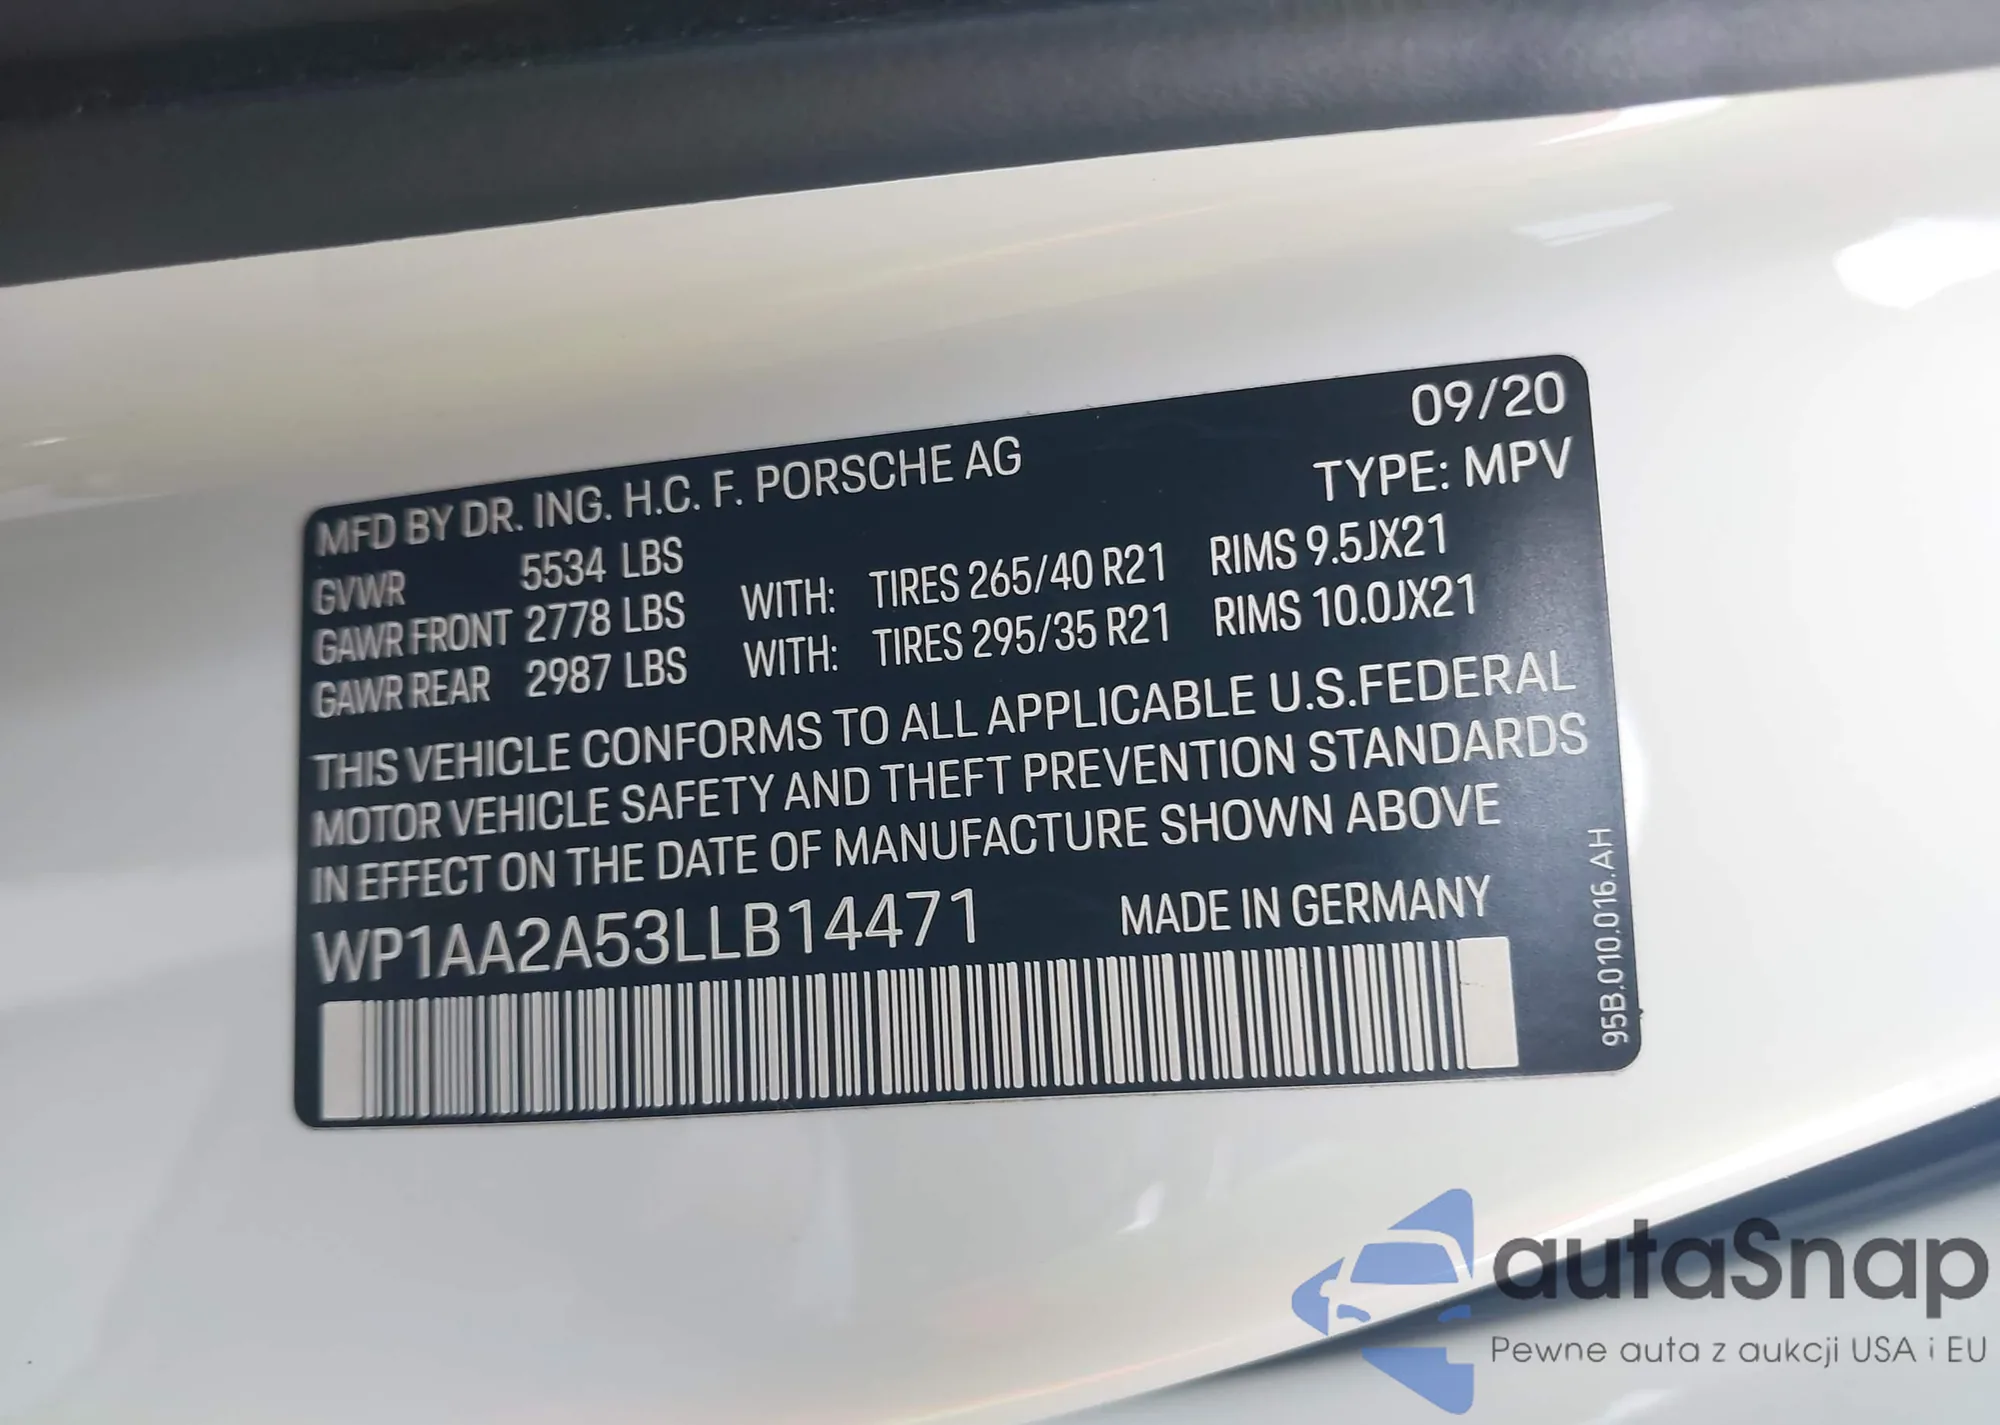 09/20
MFD BY DR. ING. H.C. F. PORSCHE AG
TYPE: MPV
GVWR 5534 LBS
GAWR FRONT 2778 LBS WITH: TIRES 265/40 R21 RIMS 9.5JX21
GAWR REAR 2987 LBS WITH: TIRES 295/35 R21 RIMS 10.0JX21
THIS VEHICLE CONFORMS TO ALL APPLICABLE U.S.FEDERAL
MOTOR VEHICLE SAFETY AND THEFT PREVENTION STANDARDS
IN EFFECT ON THE DATE OF MANUFACTURE SHOWN ABOVE
WP1AA2A53LLB14471 MADE IN GERMANY
95B.010.016.AH
autaSnap
Pewne auta z aukcji USA i EU